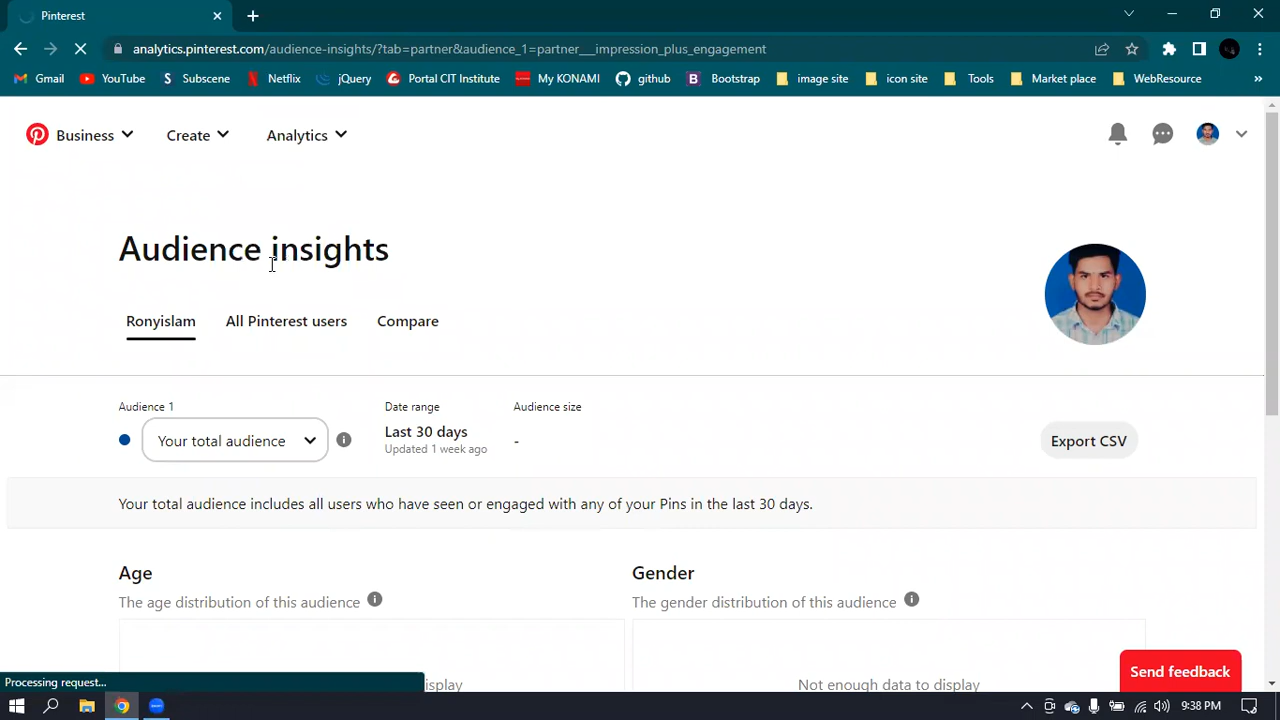 Pinterest
analytics.pinterest.com/audience-insights/?tab=partner&audience_1=partner__impression_plus_engagement
Gmail YouTube Subscene Netflix jQuery Portal CIT Institute My KONAMI github Bootstrap image site icon site Tools Market place WebResource »
Business Create Analytics
Audience insights
Ronyislam All Pinterest users Compare
Audience 1 Date range Audience size
Your total audience Last 30 days - Export CSV
Updated 1 week ago
Your total audience includes all users who have seen or engaged with any of your Pins in the last 30 days.
Age Gender
The age distribution of this audience The gender distribution of this audience
Send feedback
Processing request... isplay Not enough data to display
9:38 PM